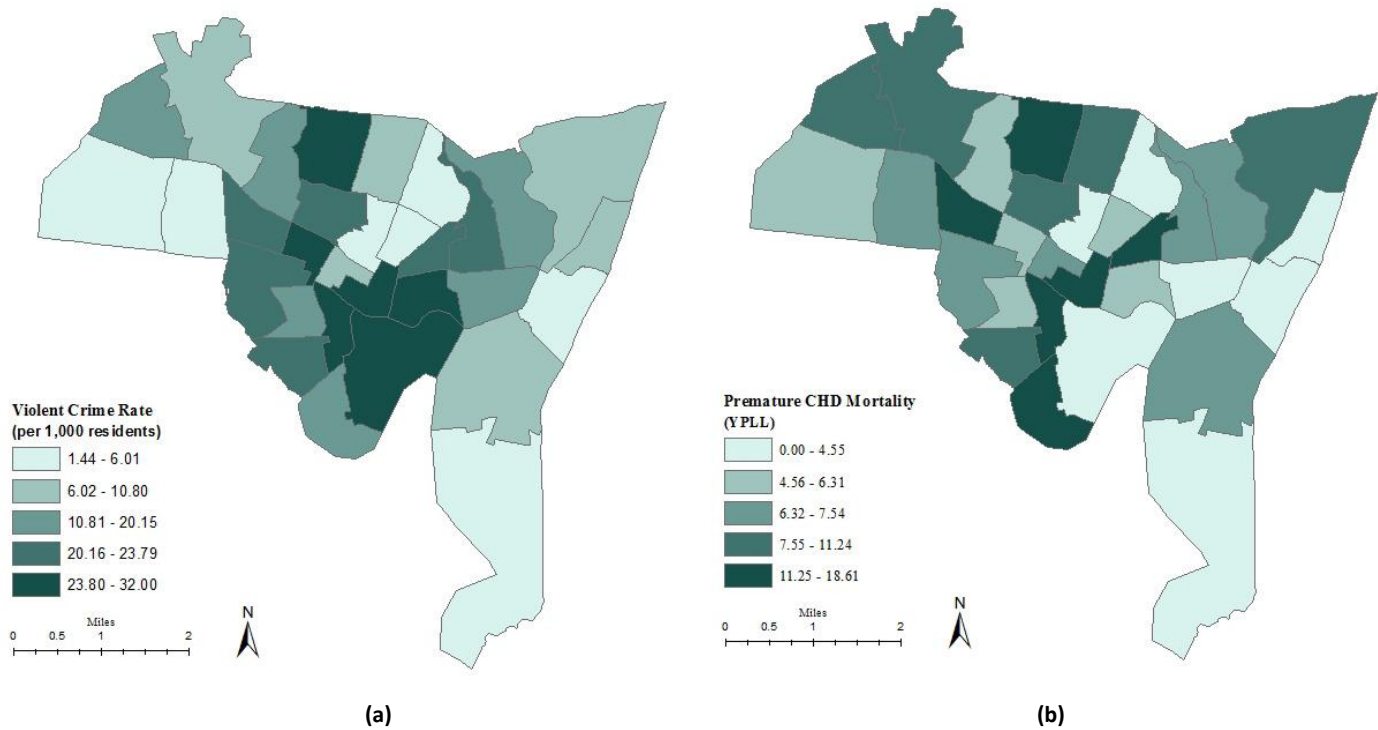 Violent Crime Rate
(per 1,000 residents)
1.44 - 6.01
6.02 - 10.80
10.81 - 20.15
20.16 - 23.79
23.80 - 32.00
Miles
0 0.5 1 2
N
(a)
Premature CHD Mortality
(YPLL)
0.00 - 4.55
4.56 - 6.31
6.32 - 7.54
7.55 - 11.24
11.25 - 18.61
Miles
0 0.5 1 2
N
(b)